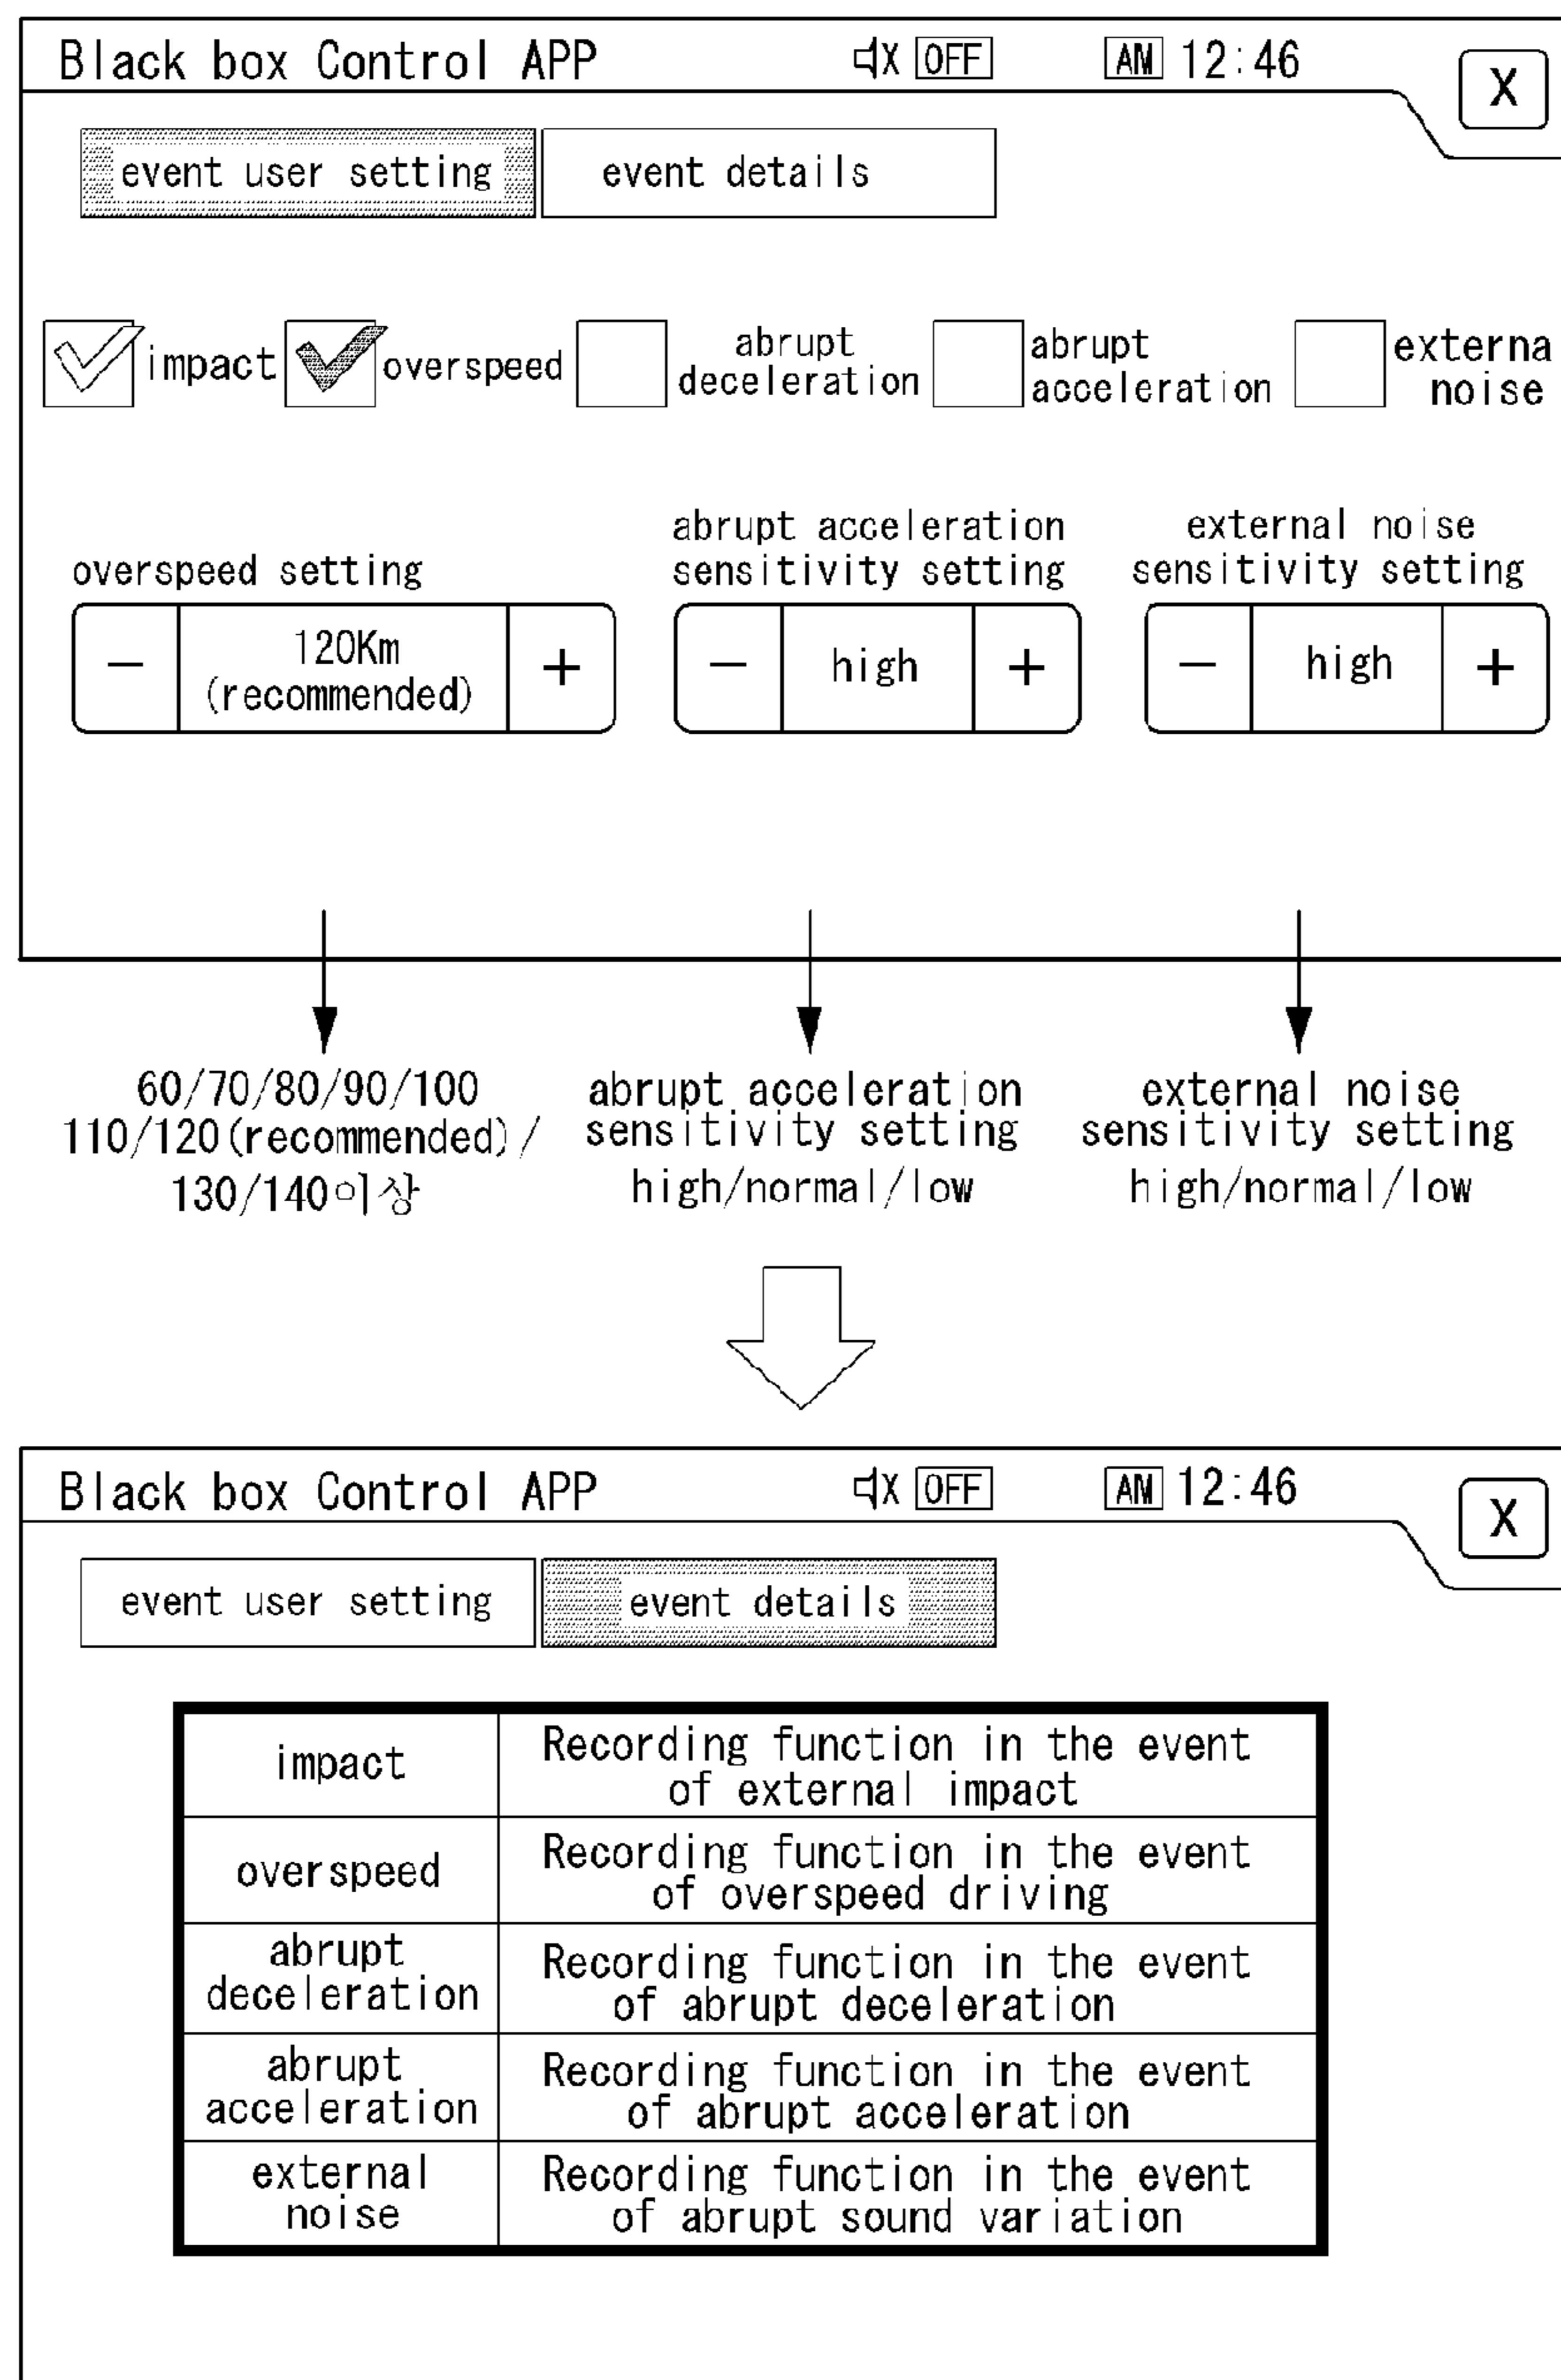 Black box Control APP OFF AM 12:46 X
event user setting event details
impact overspeed abrupt deceleration abrupt acceleration externa noise
overspeed setting
abrupt acceleration
sensitivity setting
external noise
sensitivity setting
− 120Km (recommended) +
− high +
− high +
60/70/80/90/100
110/120(recommended)/
130/140이상
abrupt acceleration
sensitivity setting
high/normal/low
external noise
sensitivity setting
high/normal/low
Black box Control APP OFF AM 12:46 X
event user setting event details
impact
Recording function in the event
of external impact
overspeed
Recording function in the event
of overspeed driving
abrupt
deceleration
Recording function in the event
of abrupt deceleration
abrupt
acceleration
Recording function in the event
of abrupt acceleration
external
noise
Recording function in the event
of abrupt sound variation